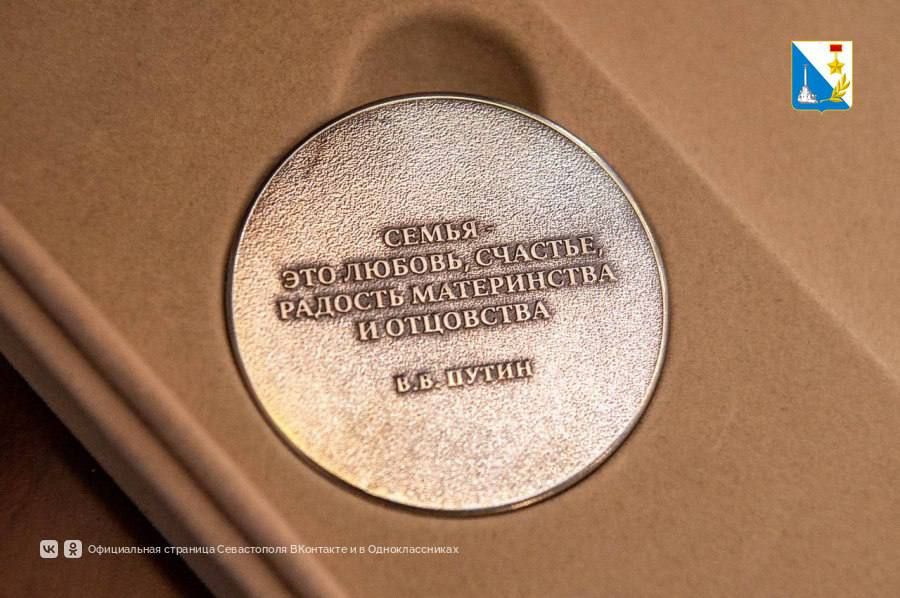 СЕМЬЯ -
ЭТО ЛЮБОВЬ, СЧАСТЬЕ,
РАДОСТЬ МАТЕРИНСТВА
И ОТЦОВСТВА
В.В. ПУТИН
Официальная страница Севастополя ВКонтакте и в Одноклассниках